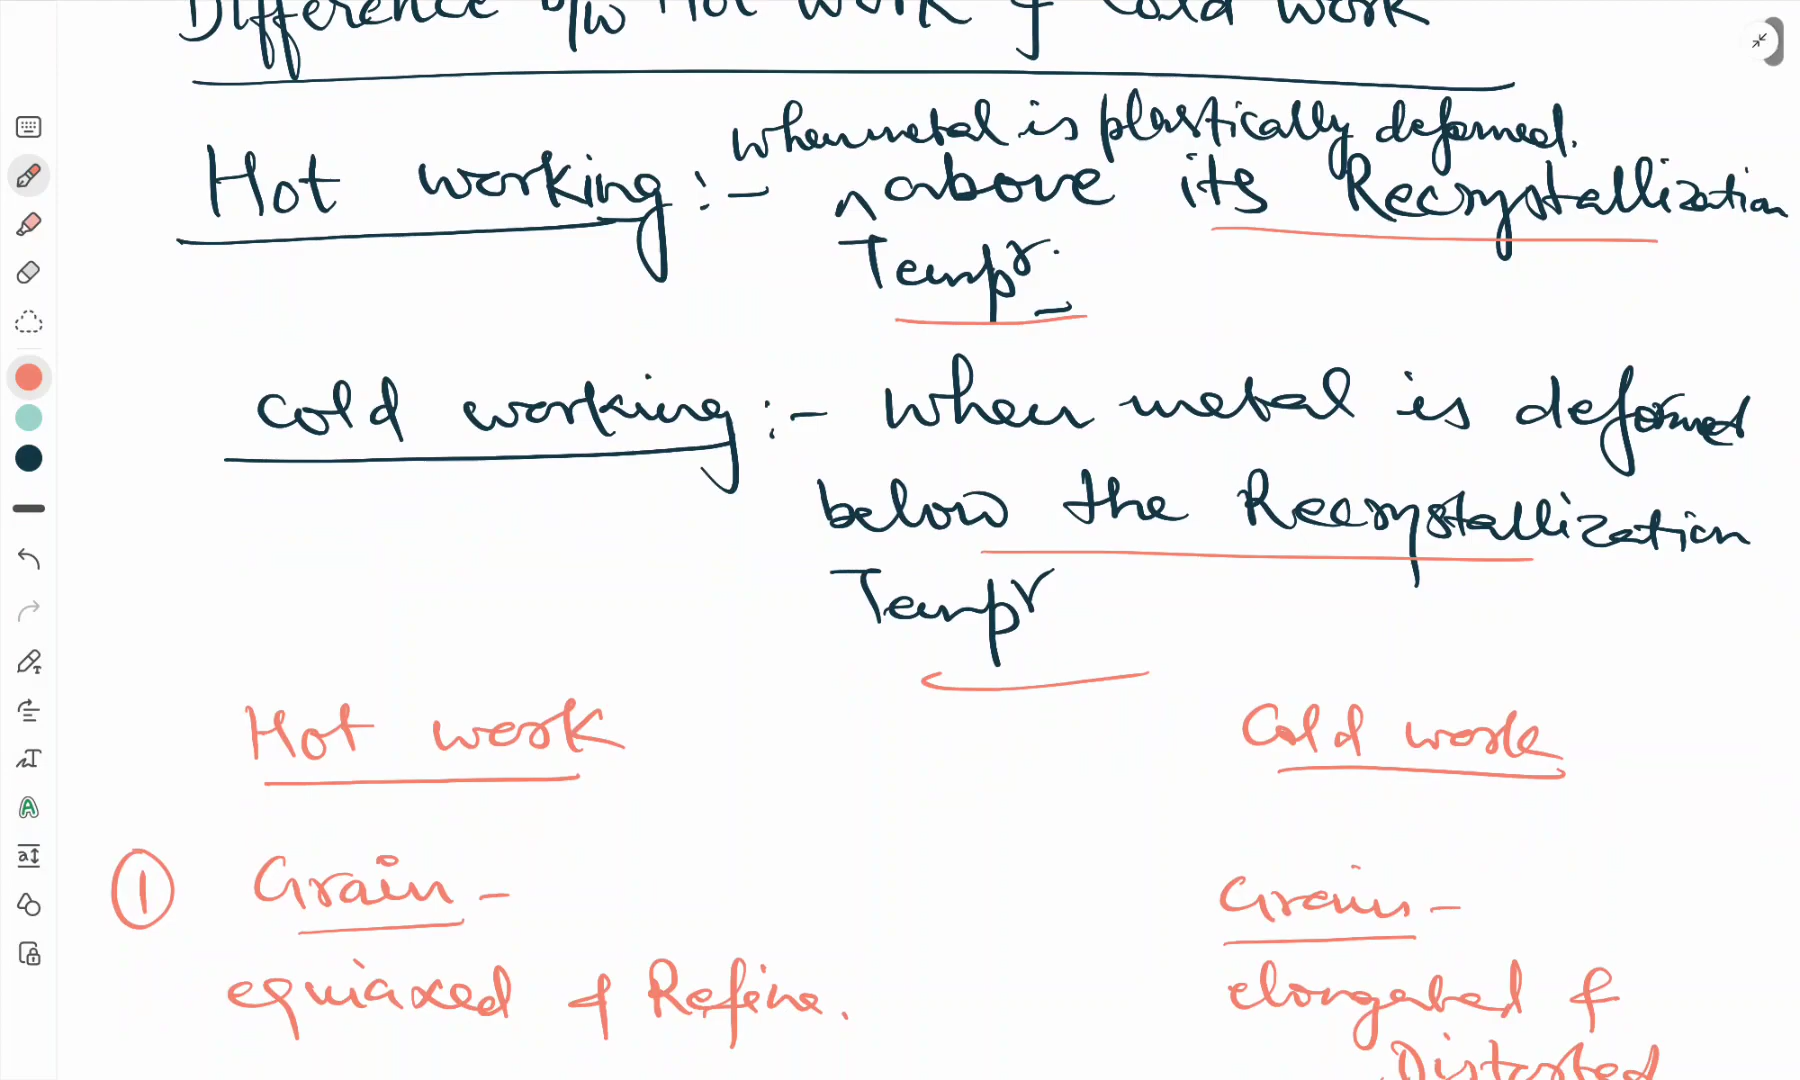 Difference b/w Hot work & Cold work
when metal is plastically deformed.
Hot working :- ^ above its Recrystallization
Tempr.
Cold working :- when metal is deformed
below the Recrystallization
Tempr
Hot work Cold work
① Grain - Grain -
equiaxed & Refine. elongated &
Distorted